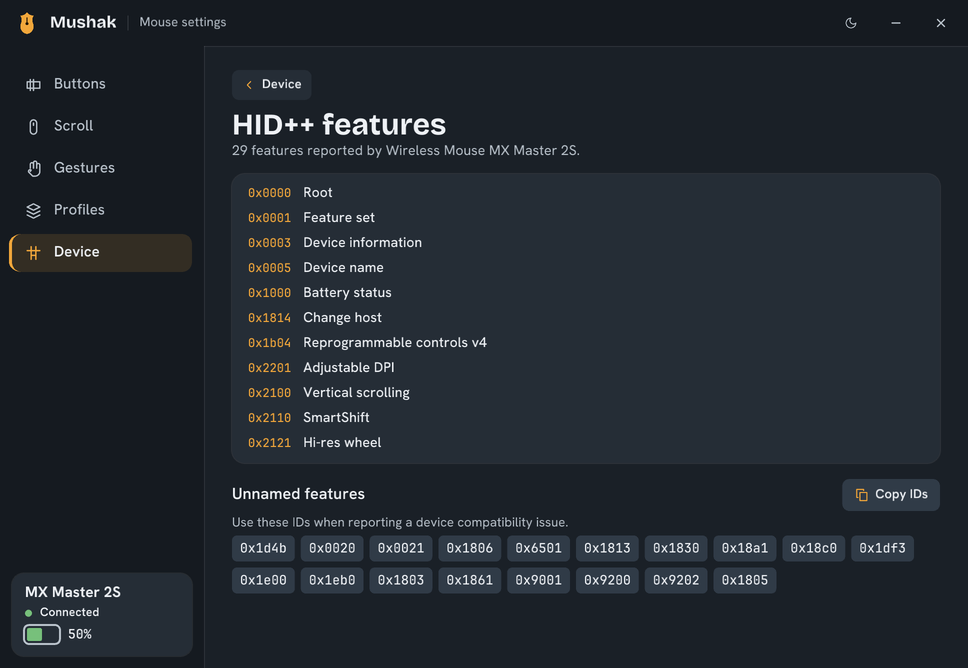 Mushak | Mouse settings
Buttons
Scroll
Gestures
Profiles
Device
Device
HID++ features
29 features reported by Wireless Mouse MX Master 2S.
0x0000 Root
0x0001 Feature set
0x0003 Device information
0x0005 Device name
0x1000 Battery status
0x1814 Change host
0x1b04 Reprogrammable controls v4
0x2201 Adjustable DPI
0x2100 Vertical scrolling
0x2110 SmartShift
0x2121 Hi-res wheel
Unnamed features
Copy IDs
Use these IDs when reporting a device compatibility issue.
0x1d4b 0x0020 0x0021 0x1806 0x6501 0x1813 0x1830 0x18a1 0x18c0 0x1df3
0x1e00 0x1eb0 0x1803 0x1861 0x9001 0x9200 0x9202 0x1805
MX Master 2S
Connected
50%